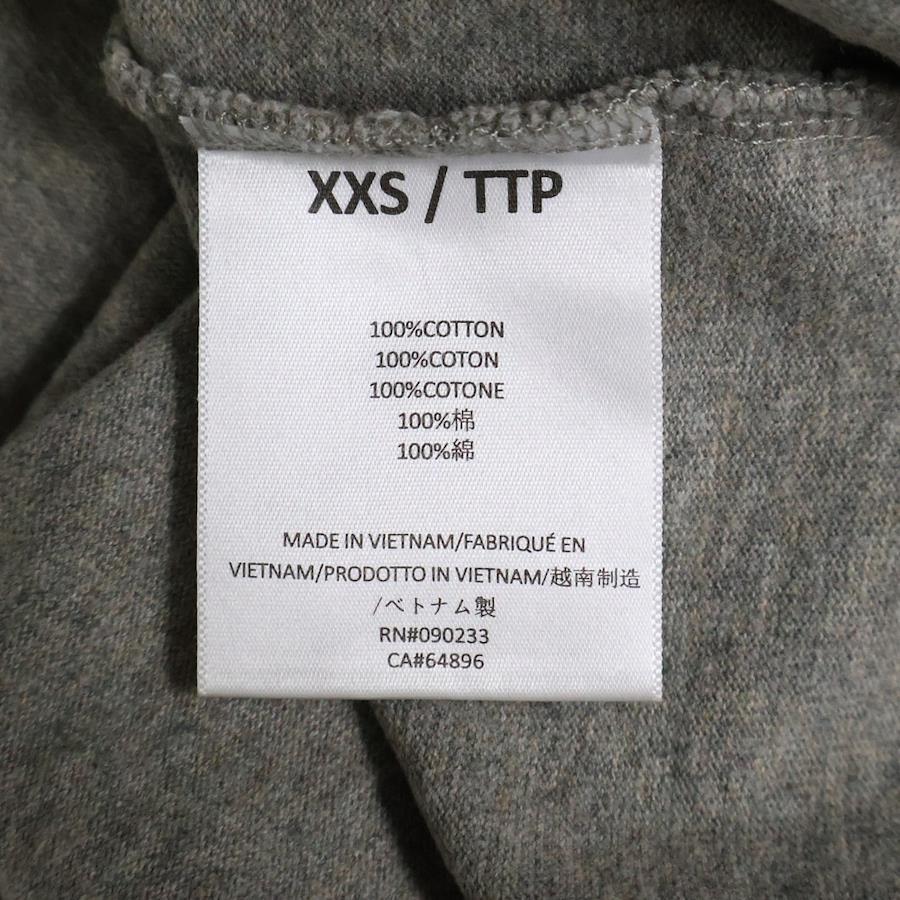 XXS / TTP
100%COTTON
100%COTON
100%COTONE
100%棉
100%綿
MADE IN VIETNAM/FABRIQUÉ EN
VIETNAM/PRODOTTO IN VIETNAM/越南制造
/ベトナム製
RN#090233
CA#64896